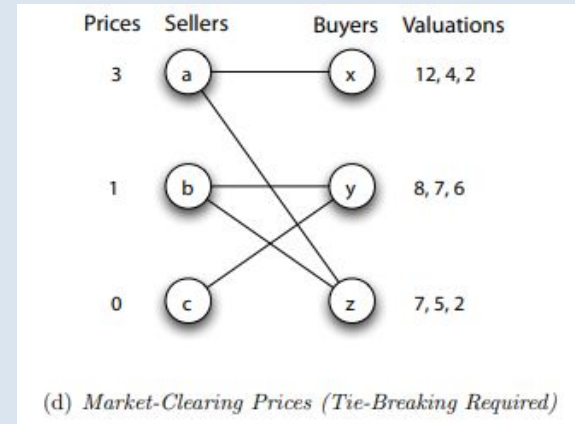 Prices Sellers Buyers Valuations
3 a x 12, 4, 2
1 b y 8, 7, 6
0 c z 7, 5, 2
(d) Market-Clearing Prices (Tie-Breaking Required)